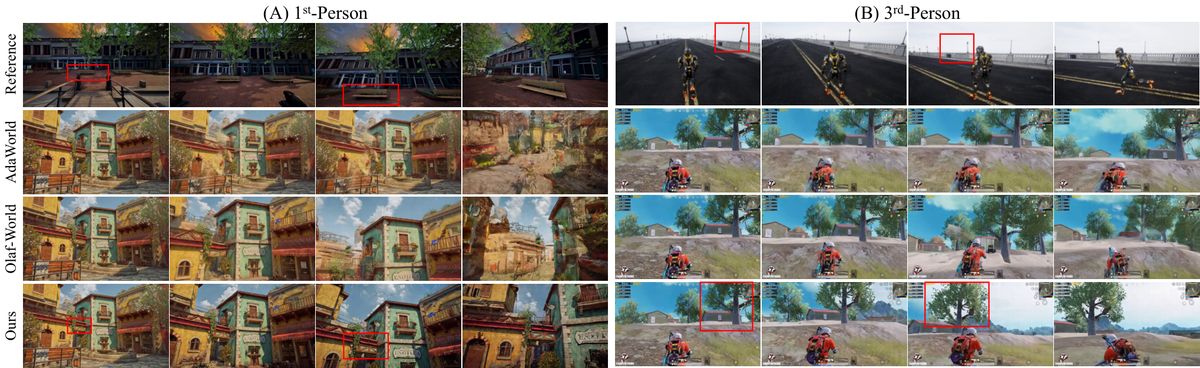 (A) 1st-Person
(B) 3rd-Person
Reference
AdaWorld
Olaf-World
Ours